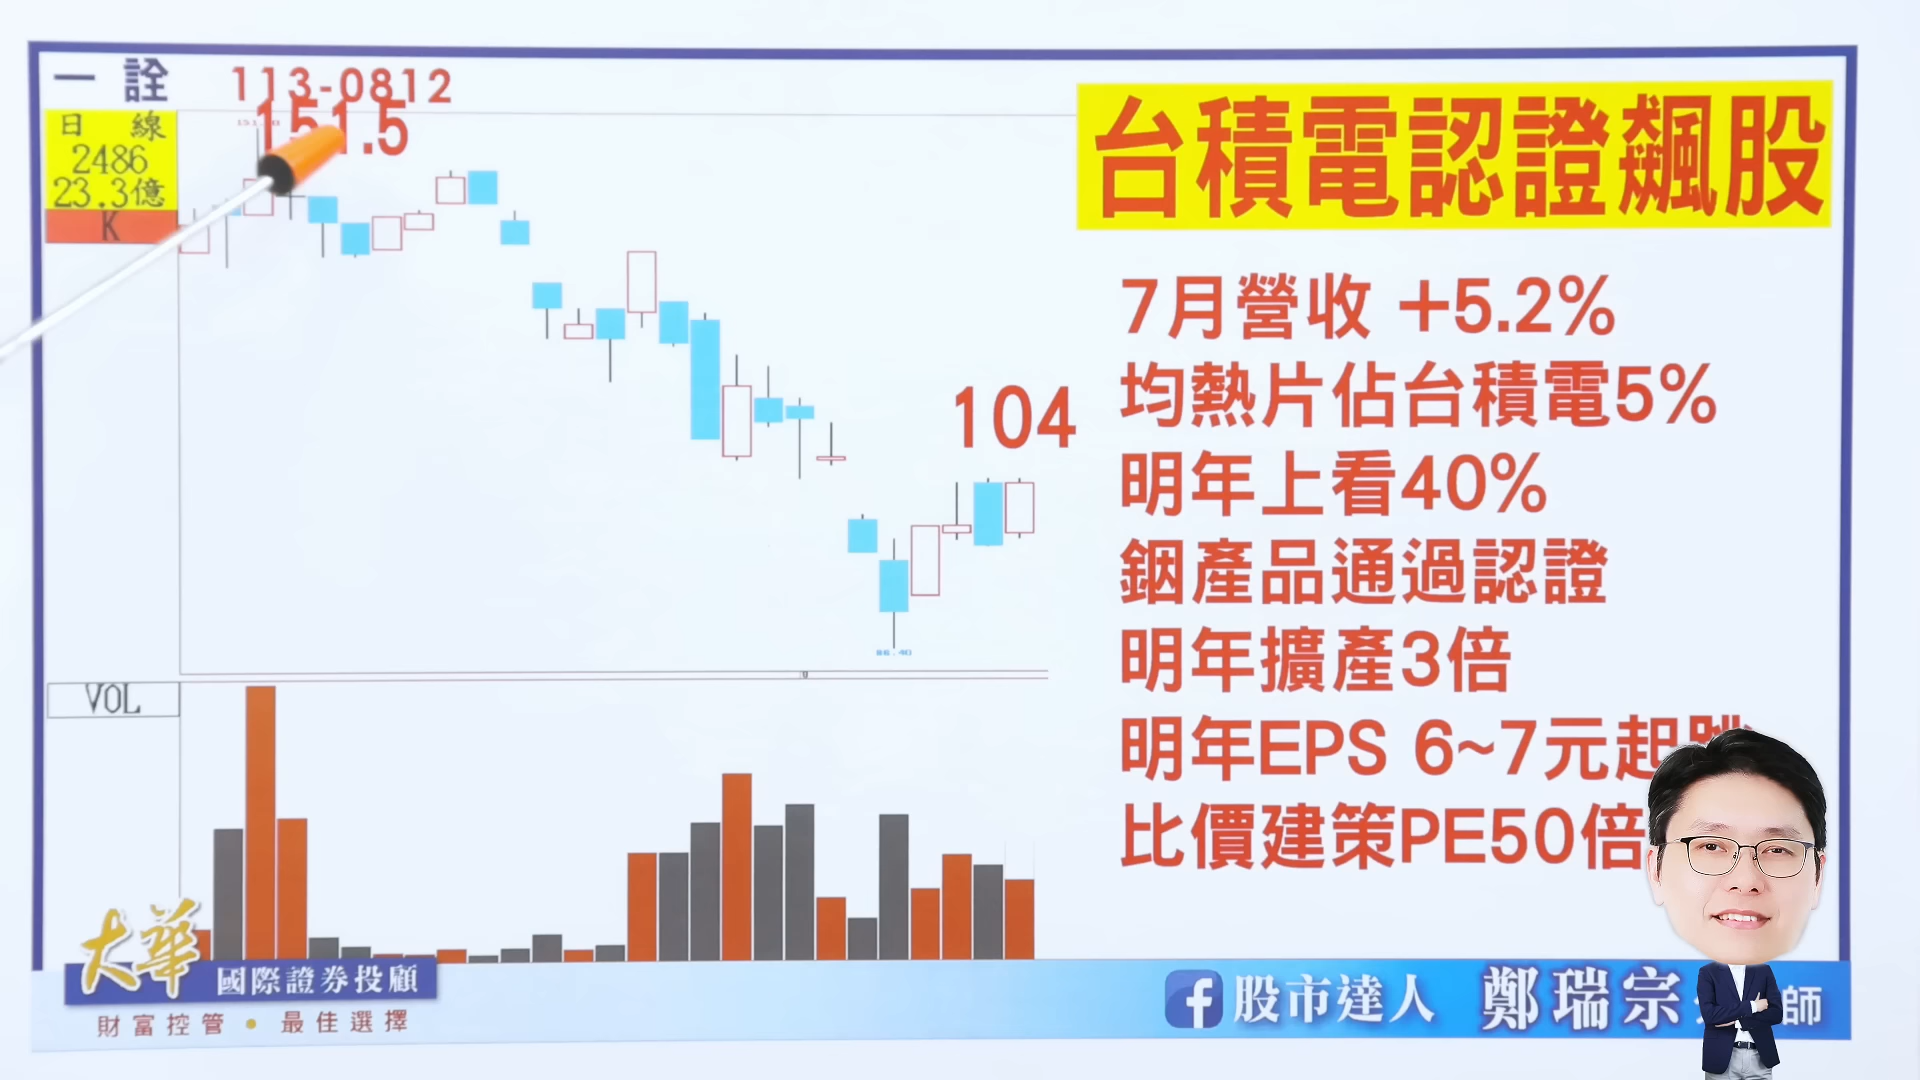 一詮 113-0812
151.5
日線
2486
23.3億
K
104
86.40
VOL
台積電認證飆股
7月營收 +5.2%
均熱片佔台積電5%
明年上看40%
銦產品通過認證
明年擴產3倍
明年EPS 6~7元起跳
比價建策PE50倍
大華國際證券投顧
財富控管•最佳選擇
股市達人 鄭瑞宗 師